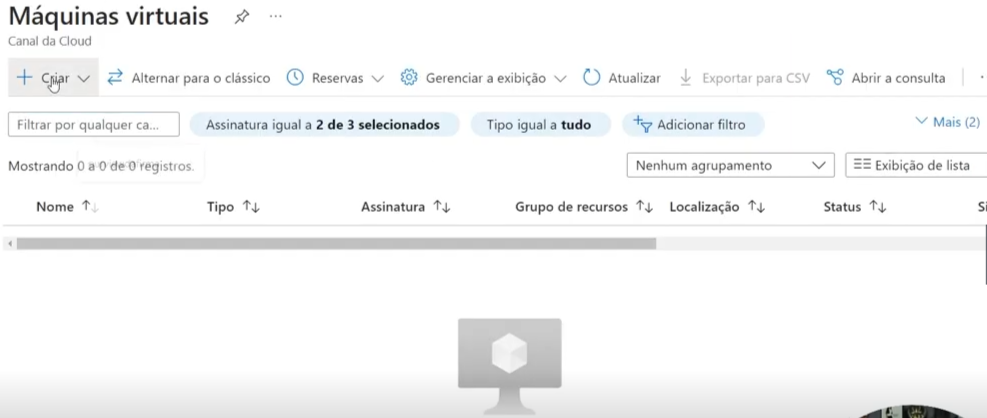 Máquinas virtuais ...
Canal da Cloud
+ Criar Alternar para o clássico Reservas Gerenciar a exibição Atualizar Exportar para CSV Abrir a consulta
Filtrar por qualquer ca... Assinatura igual a 2 de 3 selecionados Tipo igual a tudo Adicionar filtro Mais (2)
Mostrando 0 a 0 de 0 registros. Nenhum agrupamento Exibição de lista
Nome Tipo Assinatura Grupo de recursos Localização Status